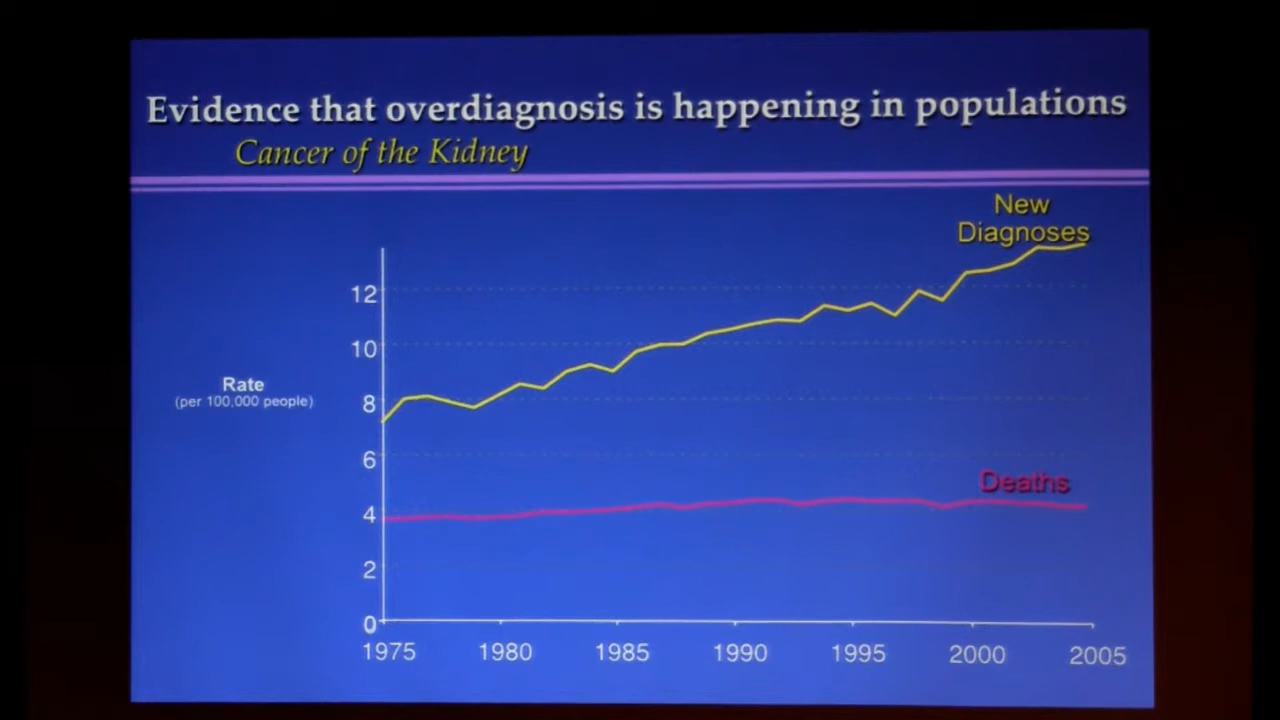 Evidence that overdiagnosis is happening in populations
Cancer of the Kidney
New
Diagnoses
12
10
Rate
(per 100,000 people)
8
6
Deaths
4
2
0
1975 1980 1985 1990 1995 2000 2005